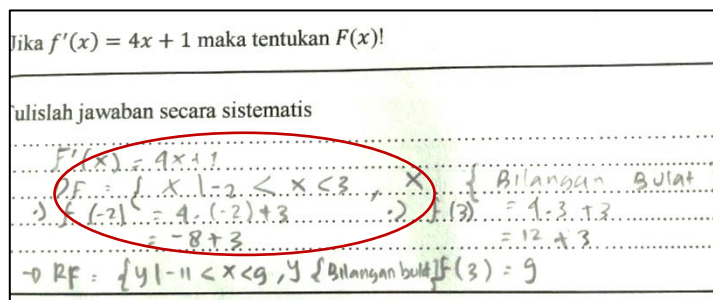 Jika f'(x) = 4x + 1 maka tentukan F(x)!
Tulislah jawaban secara sistematis
F'(x) = 4x+1
DF = { x | -2 < x < 3 , x { Bilangan Bulat
·) f (-2) = 4. (-2) + 3 ·) f (3) = 4.3 + 3
= -8 + 3 = 12 + 3
→ RF = {y | -11 < x < 9, y { Bilangan bulat} f(3) = 9